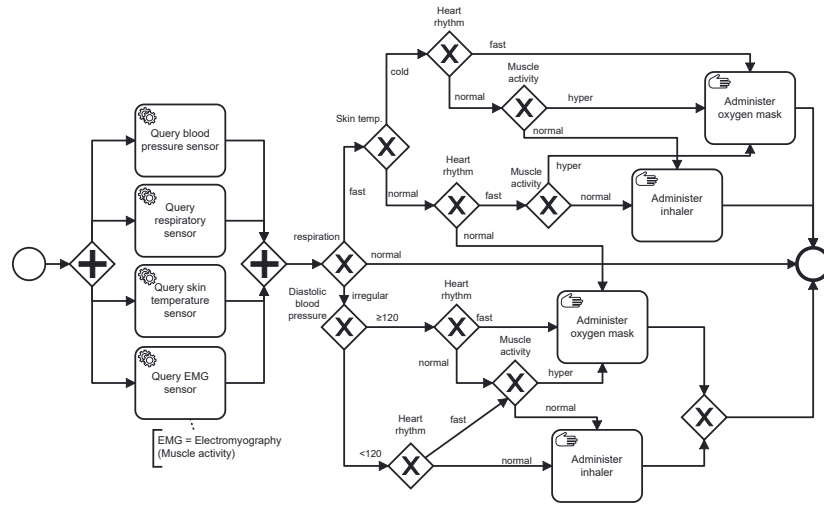 Heart
rhythm
fast
cold
normal
Muscle
activity
hyper
normal
Administer
oxygen mask
Skin temp.
Query blood
pressure sensor
fast
normal
Heart
rhythm
fast
Muscle
activity
hyper
normal
Administer
inhaler
normal
Query
respiratory
sensor
respiration
normal
Query skin
temperature
sensor
Diastolic
blood
pressure
irregular
≥120
Heart
rhythm
fast
normal
Administer
oxygen mask
Muscle
activity
hyper
normal
Query EMG
sensor
EMG = Electromyography
(Muscle activity)
<120
Heart
rhythm
fast
normal
Administer
inhaler